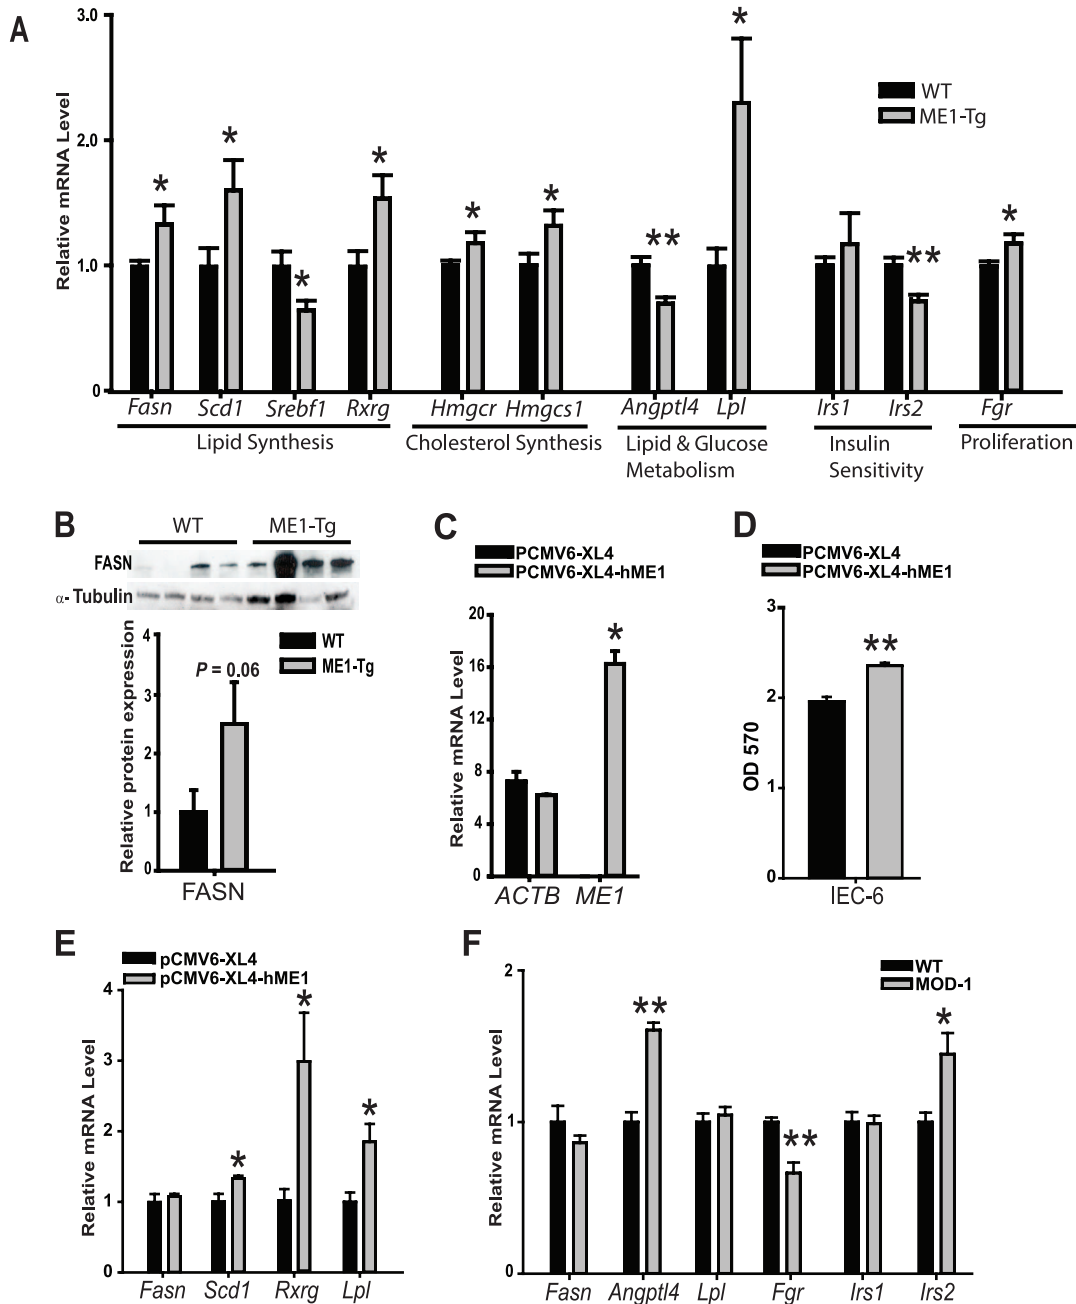 A
3.0
2.0
1.0
0
Relative mRNA Level
WT
ME1-Tg
* * * * * * ** * ** *
Fasn Scd1 Srebf1 Rxrg Hmgcr Hmgcs1 Angptl4 Lpl Irs1 Irs2 Fgr
Lipid Synthesis Cholesterol Synthesis Lipid & Glucose Metabolism Insulin Sensitivity Proliferation
B
WT ME1-Tg
FASN
α- Tubulin
WT
ME1-Tg
P = 0.06
4
3
2
1
0
Relative protein expression
FASN
C
PCMV6-XL4
PCMV6-XL4-hME1
20
16
12
8
4
0
Relative mRNA Level
*
ACTB ME1
D
PCMV6-XL4
PCMV6-XL4-hME1
3
2
1
0
OD 570
**
IEC-6
E
pCMV6-XL4
pCMV6-XL4-hME1
4
3
2
1
0
Relative mRNA Level
* * *
Fasn Scd1 Rxrg Lpl
F
WT
MOD-1
2
1
0
Relative mRNA Level
** ** *
Fasn Angptl4 Lpl Fgr Irs1 Irs2